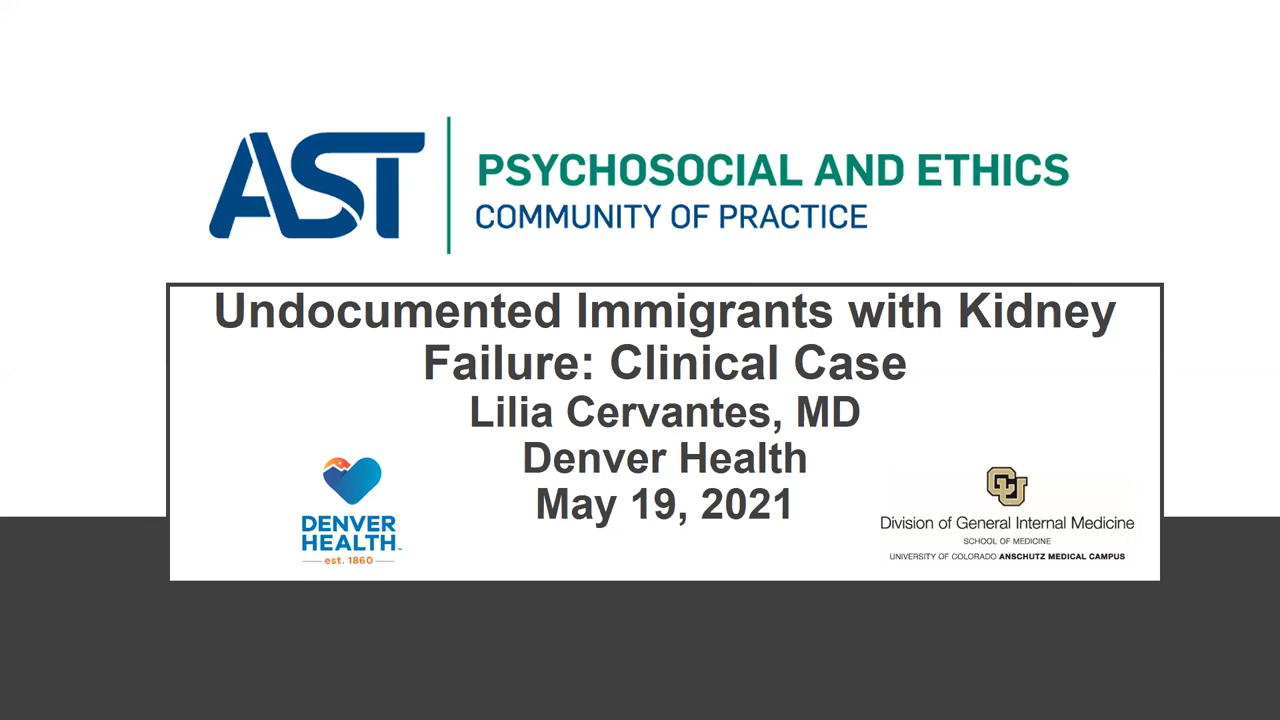 AST
PSYCHOSOCIAL AND ETHICS
COMMUNITY OF PRACTICE
Undocumented Immigrants with Kidney
Failure: Clinical Case
Lilia Cervantes, MD
Denver Health
May 19, 2021
DENVER
HEALTH™
est. 1860
CU
Division of General Internal Medicine
SCHOOL OF MEDICINE
UNIVERSITY OF COLORADO ANSCHUTZ MEDICAL CAMPUS